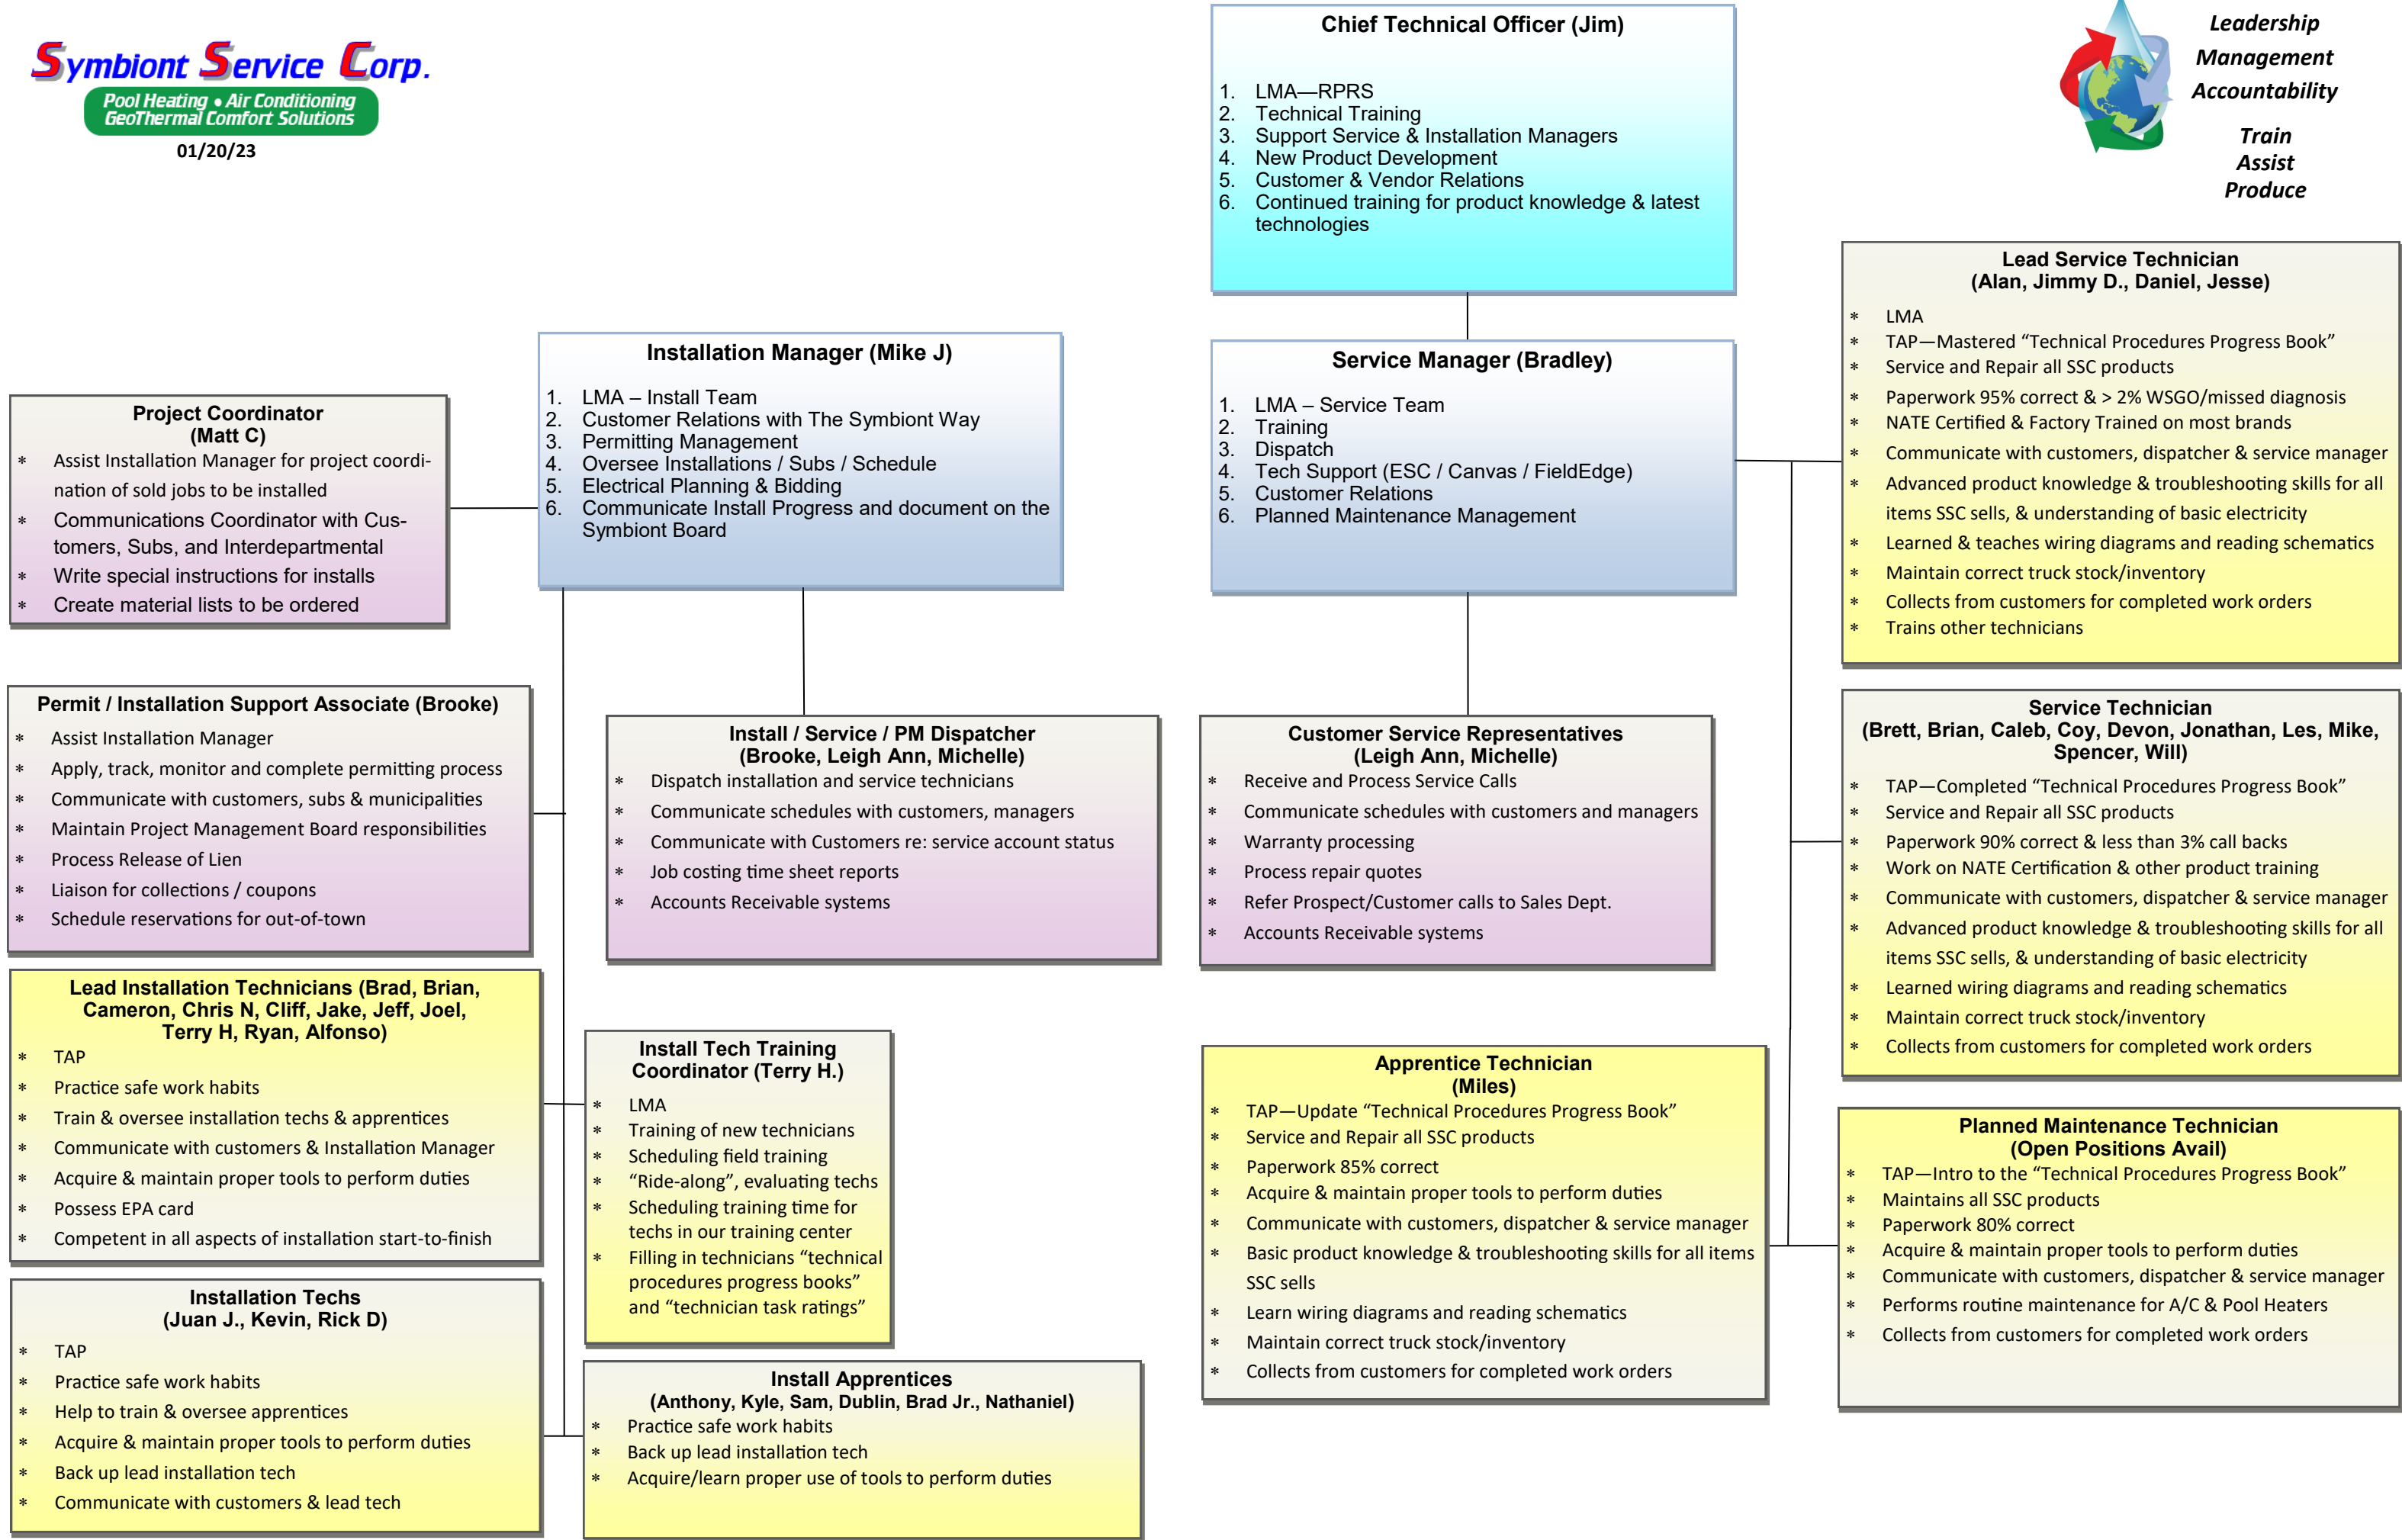 Symbiont Service Corp.
Pool Heating • Air Conditioning
GeoThermal Comfort Solutions
01/20/23
Chief Technical Officer (Jim)
1. LMA—RPRS
2. Technical Training
3. Support Service & Installation Managers
4. New Product Development
5. Customer & Vendor Relations
6. Continued training for product knowledge & latest
technologies
Leadership
Management
Accountability
Train
Assist
Produce
Installation Manager (Mike J)
1. LMA – Install Team
2. Customer Relations with The Symbiont Way
3. Permitting Management
4. Oversee Installations / Subs / Schedule
5. Electrical Planning & Bidding
6. Communicate Install Progress and document on the
Symbiont Board
Service Manager (Bradley)
1. LMA – Service Team
2. Training
3. Dispatch
4. Tech Support (ESC / Canvas / FieldEdge)
5. Customer Relations
6. Planned Maintenance Management
Lead Service Technician
(Alan, Jimmy D., Daniel, Jesse)
* LMA
* TAP—Mastered “Technical Procedures Progress Book”
* Service and Repair all SSC products
* Paperwork 95% correct & > 2% WSGO/missed diagnosis
* NATE Certified & Factory Trained on most brands
* Communicate with customers, dispatcher & service manager
* Advanced product knowledge & troubleshooting skills for all
items SSC sells, & understanding of basic electricity
* Learned & teaches wiring diagrams and reading schematics
* Maintain correct truck stock/inventory
* Collects from customers for completed work orders
* Trains other technicians
Project Coordinator
(Matt C)
* Assist Installation Manager for project coordi-
nation of sold jobs to be installed
* Communications Coordinator with Cus-
tomers, Subs, and Interdepartmental
* Write special instructions for installs
* Create material lists to be ordered
Permit / Installation Support Associate (Brooke)
* Assist Installation Manager
* Apply, track, monitor and complete permitting process
* Communicate with customers, subs & municipalities
* Maintain Project Management Board responsibilities
* Process Release of Lien
* Liaison for collections / coupons
* Schedule reservations for out-of-town
Install / Service / PM Dispatcher
(Brooke, Leigh Ann, Michelle)
* Dispatch installation and service technicians
* Communicate schedules with customers, managers
* Communicate with Customers re: service account status
* Job costing time sheet reports
* Accounts Receivable systems
Customer Service Representatives
(Leigh Ann, Michelle)
* Receive and Process Service Calls
* Communicate schedules with customers and managers
* Warranty processing
* Process repair quotes
* Refer Prospect/Customer calls to Sales Dept.
* Accounts Receivable systems
Service Technician
(Brett, Brian, Caleb, Coy, Devon, Jonathan, Les, Mike,
Spencer, Will)
* TAP—Completed “Technical Procedures Progress Book”
* Service and Repair all SSC products
* Paperwork 90% correct & less than 3% call backs
* Work on NATE Certification & other product training
* Communicate with customers, dispatcher & service manager
* Advanced product knowledge & troubleshooting skills for all
items SSC sells, & understanding of basic electricity
* Learned wiring diagrams and reading schematics
* Maintain correct truck stock/inventory
* Collects from customers for completed work orders
Lead Installation Technicians (Brad, Brian,
Cameron, Chris N, Cliff, Jake, Jeff, Joel,
Terry H, Ryan, Alfonso)
* TAP
* Practice safe work habits
* Train & oversee installation techs & apprentices
* Communicate with customers & Installation Manager
* Acquire & maintain proper tools to perform duties
* Possess EPA card
* Competent in all aspects of installation start-to-finish
Install Tech Training
Coordinator (Terry H.)
* LMA
* Training of new technicians
* Scheduling field training
* “Ride-along”, evaluating techs
* Scheduling training time for
techs in our training center
* Filling in technicians “technical
procedures progress books”
and “technician task ratings”
Apprentice Technician
(Miles)
* TAP—Update “Technical Procedures Progress Book”
* Service and Repair all SSC products
* Paperwork 85% correct
* Acquire & maintain proper tools to perform duties
* Communicate with customers, dispatcher & service manager
* Basic product knowledge & troubleshooting skills for all items
SSC sells
* Learn wiring diagrams and reading schematics
* Maintain correct truck stock/inventory
* Collects from customers for completed work orders
Planned Maintenance Technician
(Open Positions Avail)
* TAP—Intro to the “Technical Procedures Progress Book”
* Maintains all SSC products
* Paperwork 80% correct
* Acquire & maintain proper tools to perform duties
* Communicate with customers, dispatcher & service manager
* Performs routine maintenance for A/C & Pool Heaters
* Collects from customers for completed work orders
Installation Techs
(Juan J., Kevin, Rick D)
* TAP
* Practice safe work habits
* Help to train & oversee apprentices
* Acquire & maintain proper tools to perform duties
* Back up lead installation tech
* Communicate with customers & lead tech
Install Apprentices
(Anthony, Kyle, Sam, Dublin, Brad Jr., Nathaniel)
* Practice safe work habits
* Back up lead installation tech
* Acquire/learn proper use of tools to perform duties